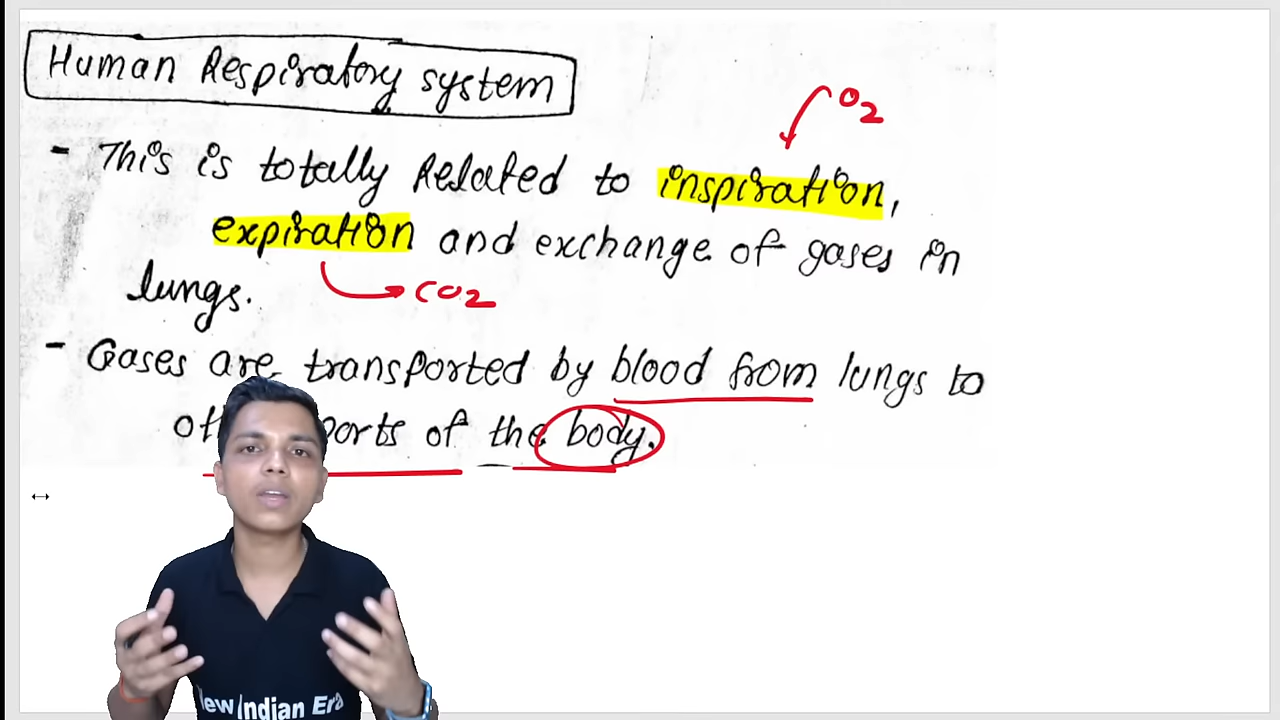 Human Respiratory system
O2
- This is totally Related to inspiration,
expiration and exchange of gases in
lungs.
CO2
- Gases are transported by blood from lungs to
parts of the body.
New Indian Era